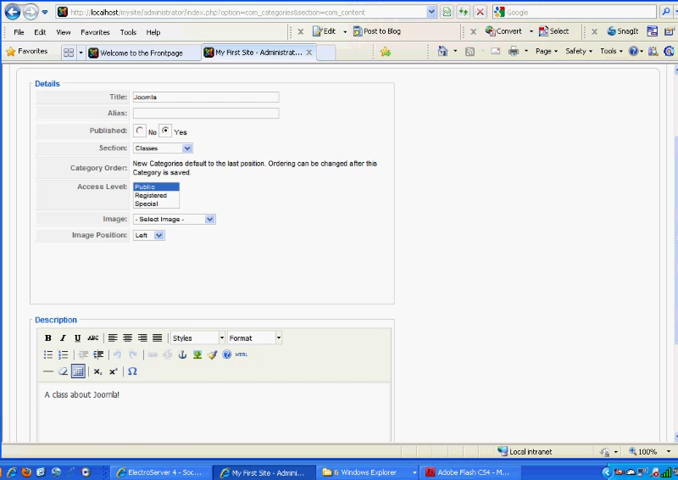 http://localhost/mysite/administrator/index.php?option=com_categories&section=com_content
Google
File Edit View Favorites Tools Help
Edit Post to Blog
Convert Select
SnagIt
Favorites
Welcome to the Frontpage
My First Site - Administrat...
Page Safety Tools
Details
Title: Joomla
Alias:
Published: No Yes
Section: Classes
Category Order: New Categories default to the last position. Ordering can be changed after this
Category is saved.
Access Level: Public
Registered
Special
Image: - Select Image -
Image Position: Left
Description
B I U ABC Styles Format
HTML
A class about Joomla!
Local intranet
100%
ElectroServer 4 - Soc...
My First Site - Admini...
6 Windows Explorer
Adobe Flash CS4 - M...